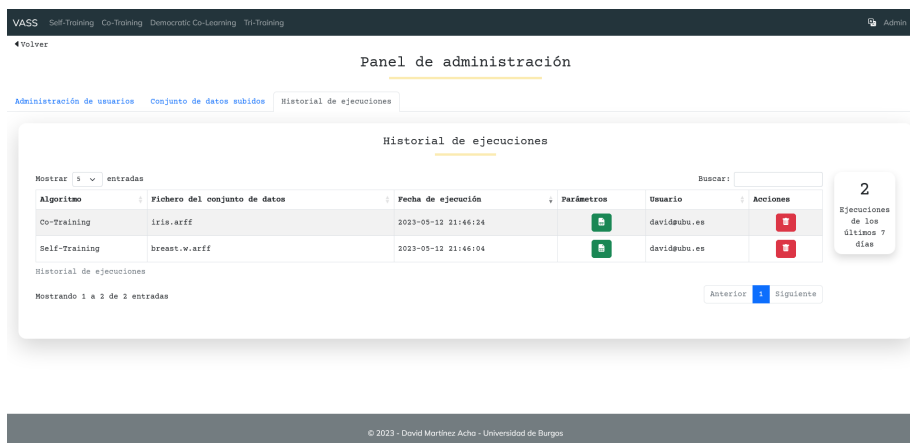 VASS Self-Training Co-Training Democratic Co-Learning Tri-Training Admin
Volver
Panel de administración
Administración de usuarios Conjunto de datos subidos Historial de ejecuciones
Historial de ejecuciones
Mostrar 5 entradas Buscar:
Algoritmo Fichero del conjunto de datos Fecha de ejecución Parámetros Usuario Acciones
Co-Training iris.arff 2023-05-12 21:46:24 david@ubu.es
Self-Training breast.w.arff 2023-05-12 21:46:04 david@ubu.es
Historial de ejecuciones
Mostrando 1 a 2 de 2 entradas
Anterior 1 Siguiente
2
Ejecuciones
de los
últimos 7
días
© 2023 - David Martínez Acha - Universidad de Burgos